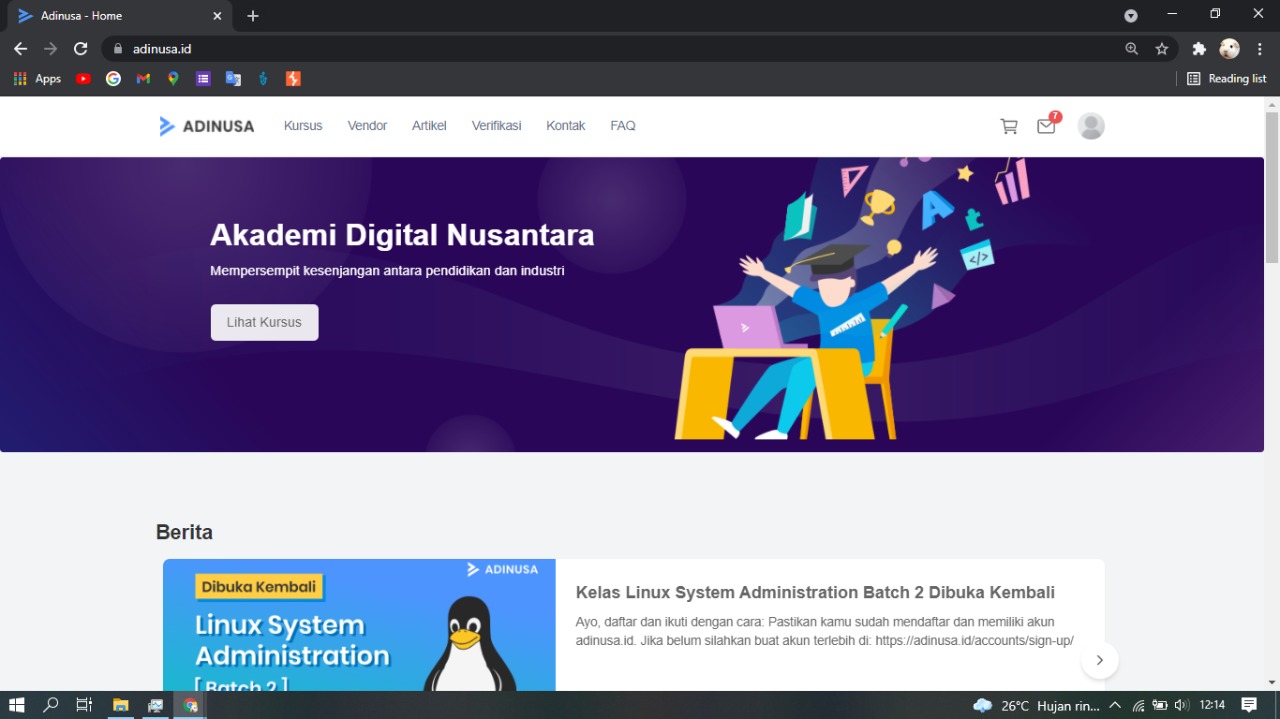 Adinusa - Home
adinusa.id
Apps
Reading list
ADINUSA Kursus Vendor Artikel Verifikasi Kontak FAQ 7
Akademi Digital Nusantara
Mempersempit kesenjangan antara pendidikan dan industri
Lihat Kursus
Berita
ADINUSA
Dibuka Kembali
Linux System
Administration
[ Batch 2 ]
Kelas Linux System Administration Batch 2 Dibuka Kembali
Ayo, daftar dan ikuti dengan cara: Pastikan kamu sudah mendaftar dan memiliki akun
adinusa.id. Jika belum silahkan buat akun terlebih di: https://adinusa.id/accounts/sign-up/
26°C Hujan rin... 12:14